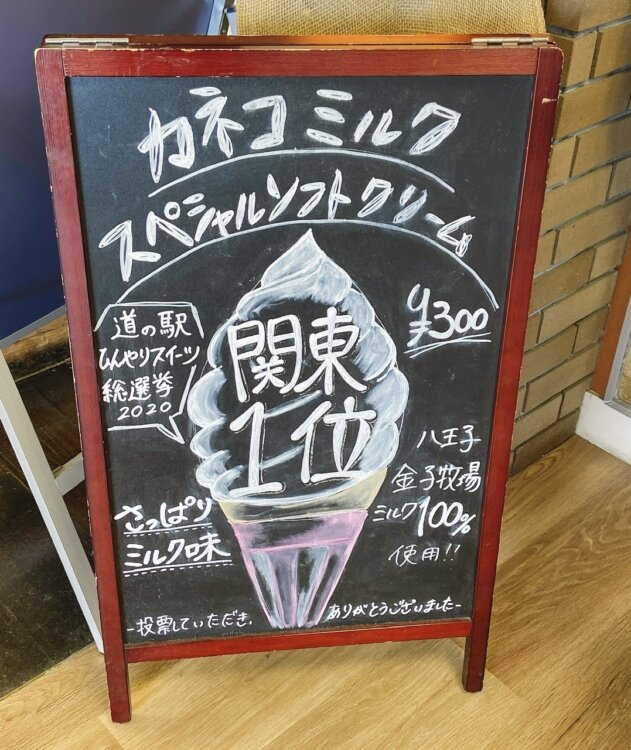 カネコミルク
スペシャルソフトクリーム
¥300
道の駅
ひんやりスイーツ
総選挙
2020
関東
1位
八王子
金子牧場
ミルク100%
使用!!
さっぱり
ミルク味
-投票していただき、ありがとうございました-